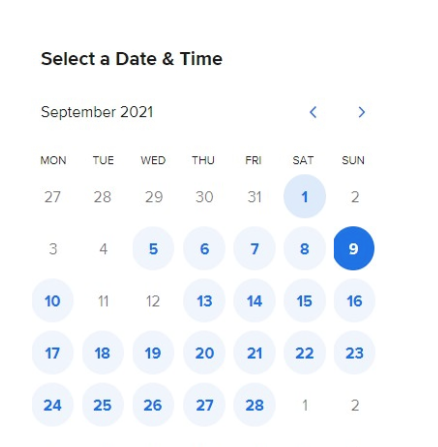 Select a Date & Time
September 2021
MON TUE WED THU FRI SAT SUN
27 28 29 30 31 1 2
3 4 5 6 7 8 9
10 11 12 13 14 15 16
17 18 19 20 21 22 23
24 25 26 27 28 1 2